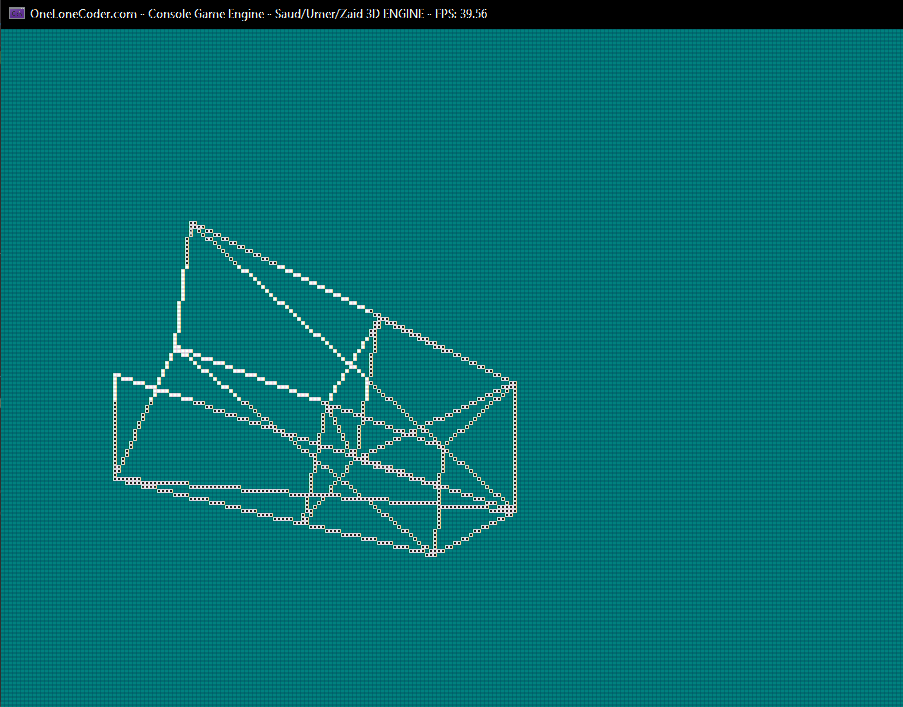 OneLoneCoder.com - Console Game Engine - Saud/Umer/Zaid 3D ENGINE - FPS: 39.56